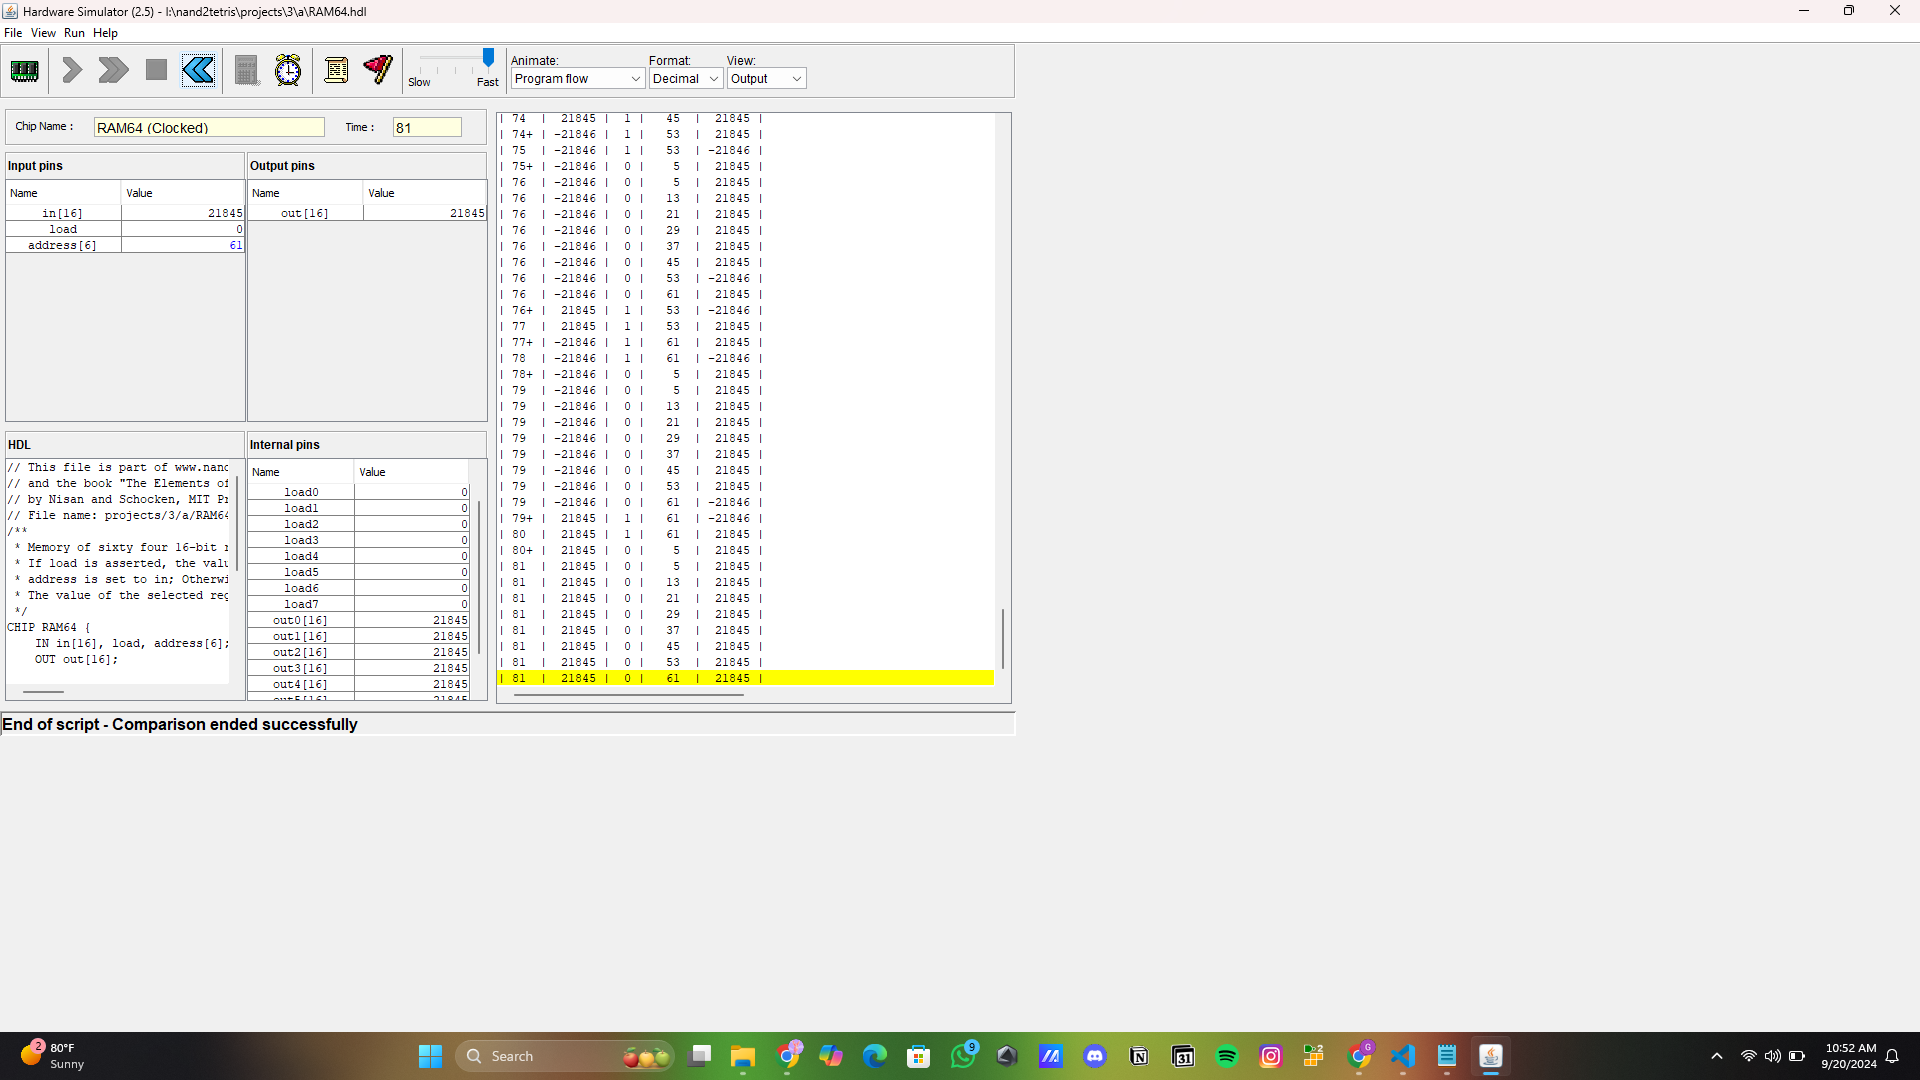 Hardware Simulator (2.5) - I:\nand2tetris\projects\3\a\RAM64.hdl
File View Run Help
Slow Fast
Animate: Format: View:
Program flow Decimal Output
Chip Name : RAM64 (Clocked) Time : 81
Input pins
Name Value
in[16] 21845
load 0
address[6] 61
Output pins
Name Value
out[16] 21845
HDL
// This file is part of www.nand
// and the book "The Elements of
// by Nisan and Schocken, MIT Pr
// File name: projects/3/a/RAM64
/**
* Memory of sixty four 16-bit r
* If load is asserted, the valu
* address is set to in; Otherwi
* The value of the selected reg
*/
CHIP RAM64 {
IN in[16], load, address[6];
OUT out[16];
Internal pins
Name Value
load0 0
load1 0
load2 0
load3 0
load4 0
load5 0
load6 0
load7 0
out0[16] 21845
out1[16] 21845
out2[16] 21845
out3[16] 21845
out4[16] 21845
out5[16] 21845
| 74 | 21845 | 1 | 45 | 21845 |
| 74+ | -21846 | 1 | 53 | 21845 |
| 75 | -21846 | 1 | 53 | -21846 |
| 75+ | -21846 | 0 | 5 | 21845 |
| 76 | -21846 | 0 | 5 | 21845 |
| 76 | -21846 | 0 | 13 | 21845 |
| 76 | -21846 | 0 | 21 | 21845 |
| 76 | -21846 | 0 | 29 | 21845 |
| 76 | -21846 | 0 | 37 | 21845 |
| 76 | -21846 | 0 | 45 | 21845 |
| 76 | -21846 | 0 | 53 | -21846 |
| 76 | -21846 | 0 | 61 | 21845 |
| 76+ | 21845 | 1 | 53 | -21846 |
| 77 | 21845 | 1 | 53 | 21845 |
| 77+ | -21846 | 1 | 61 | 21845 |
| 78 | -21846 | 1 | 61 | -21846 |
| 78+ | -21846 | 0 | 5 | 21845 |
| 79 | -21846 | 0 | 5 | 21845 |
| 79 | -21846 | 0 | 13 | 21845 |
| 79 | -21846 | 0 | 21 | 21845 |
| 79 | -21846 | 0 | 29 | 21845 |
| 79 | -21846 | 0 | 37 | 21845 |
| 79 | -21846 | 0 | 45 | 21845 |
| 79 | -21846 | 0 | 53 | 21845 |
| 79 | -21846 | 0 | 61 | -21846 |
| 79+ | 21845 | 1 | 61 | -21846 |
| 80 | 21845 | 1 | 61 | 21845 |
| 80+ | 21845 | 0 | 5 | 21845 |
| 81 | 21845 | 0 | 5 | 21845 |
| 81 | 21845 | 0 | 13 | 21845 |
| 81 | 21845 | 0 | 21 | 21845 |
| 81 | 21845 | 0 | 29 | 21845 |
| 81 | 21845 | 0 | 37 | 21845 |
| 81 | 21845 | 0 | 45 | 21845 |
| 81 | 21845 | 0 | 53 | 21845 |
| 81 | 21845 | 0 | 61 | 21845 |
End of script - Comparison ended successfully
2
80°F
Sunny
Search
9
31
2
G
10:52 AM
9/20/2024